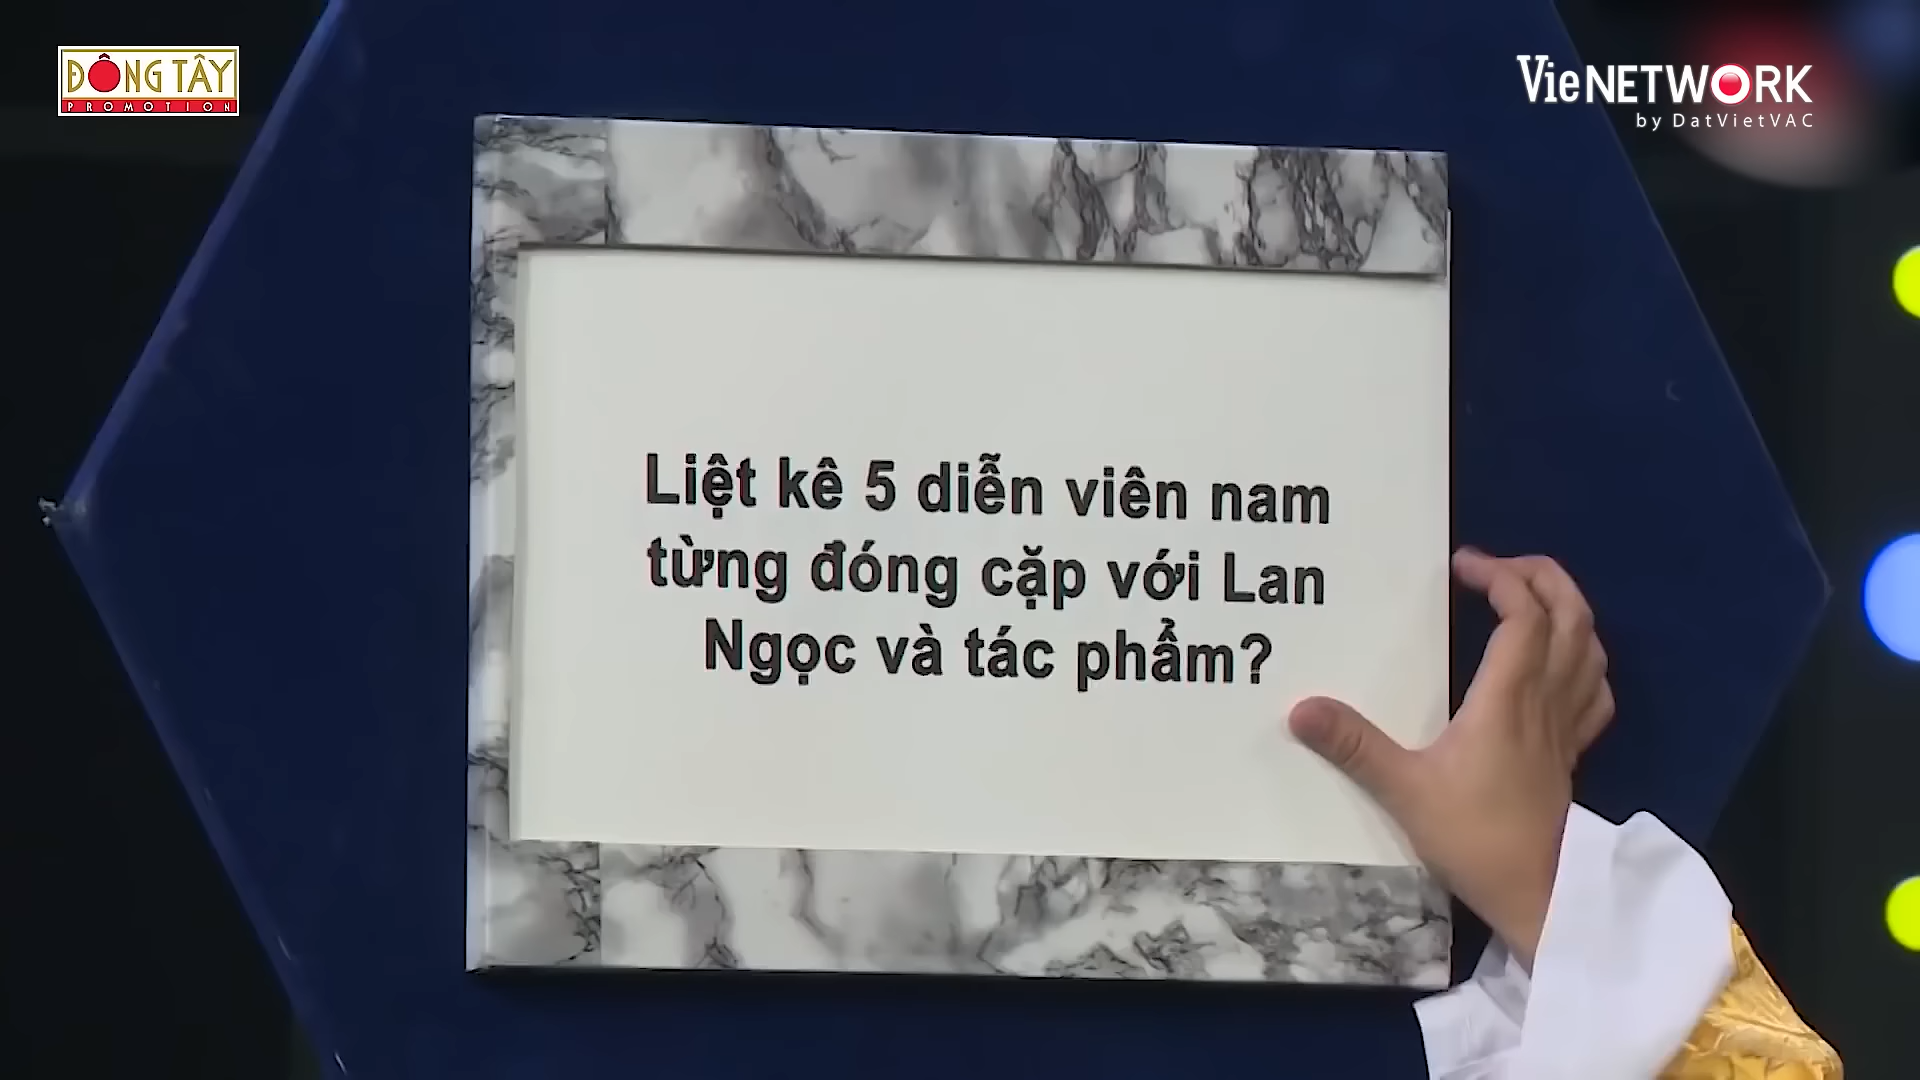 ĐÔNG TÂY
PROMOTION
VieNETWORK
by DatVietVAC
Liệt kê 5 diễn viên nam
từng đóng cặp với Lan
Ngọc và tác phẩm?